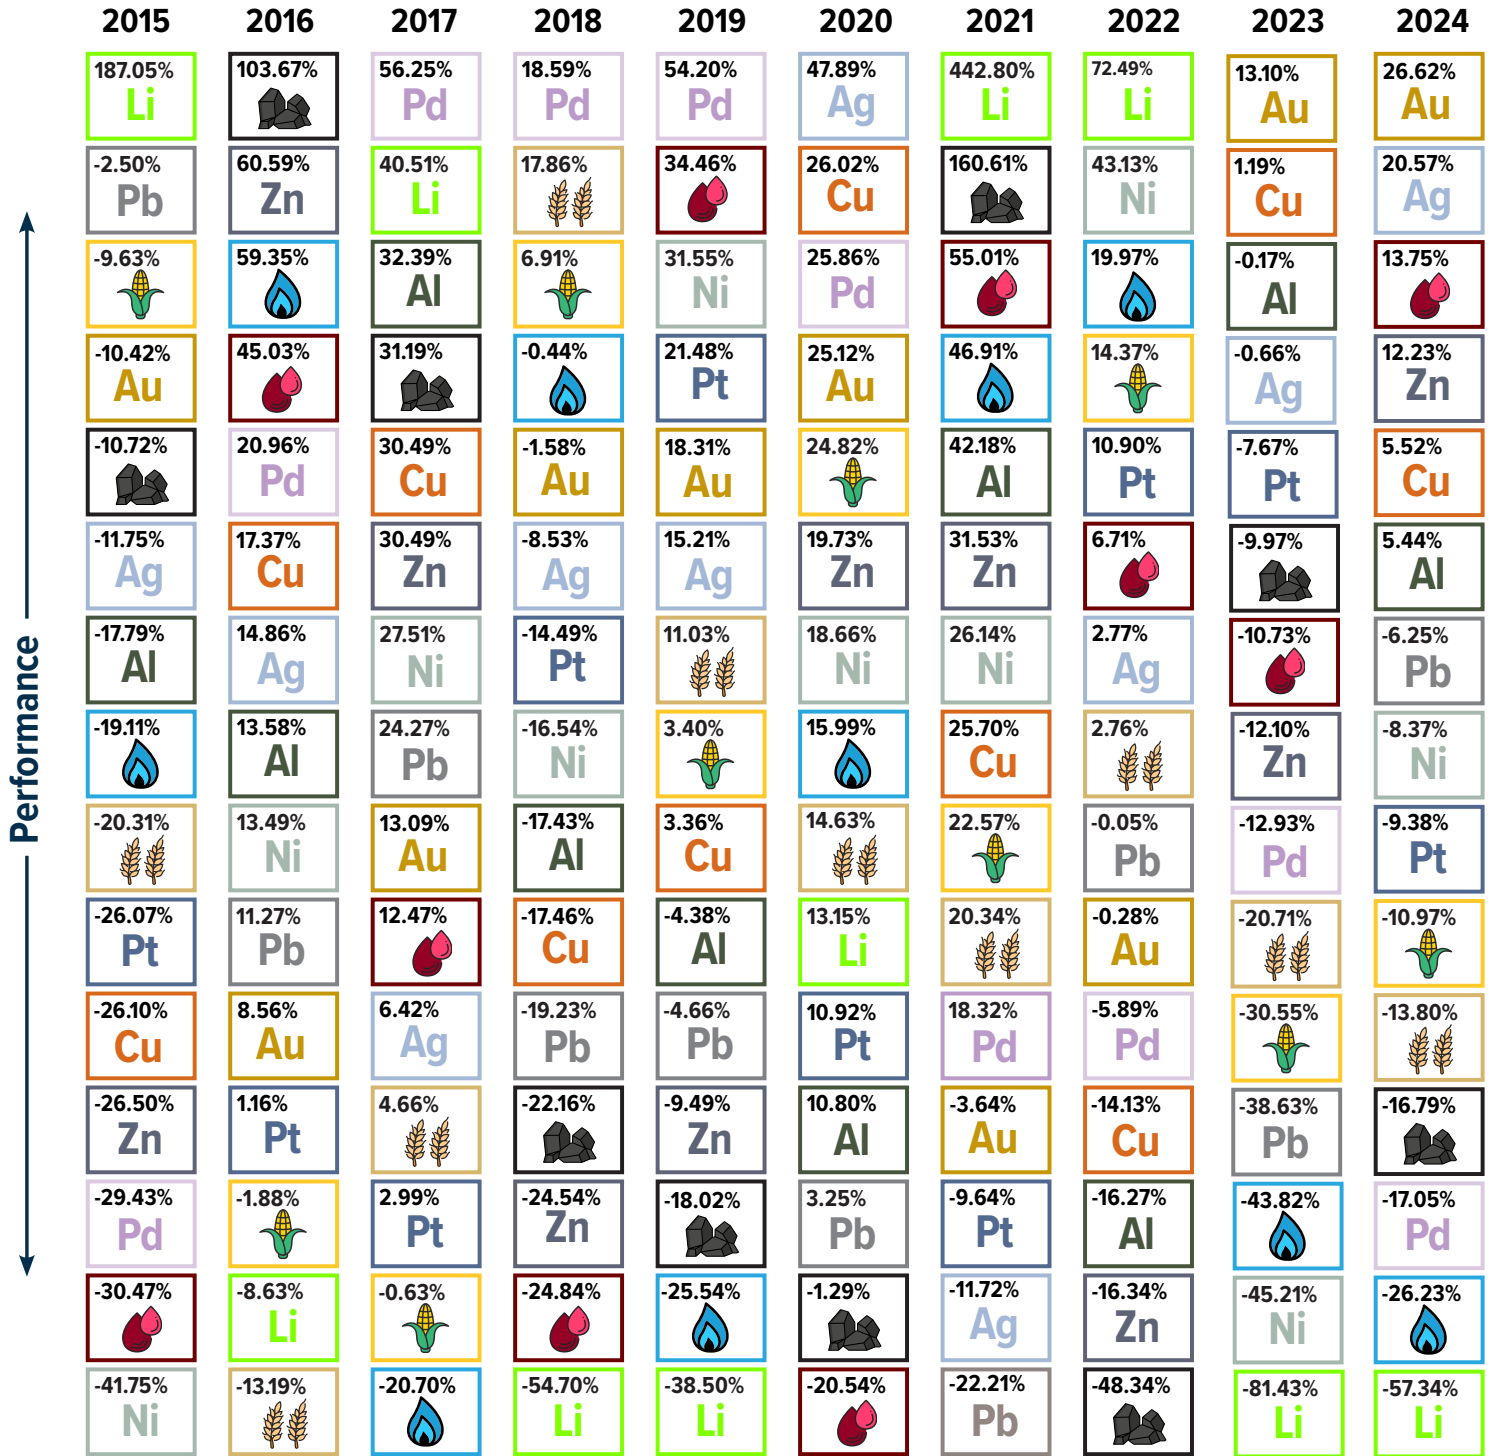 2015 2016 2017 2018 2019 2020 2021 2022 2023 2024
187.05% 103.67% 56.25% 18.59% 54.20% 47.89% 442.80% 72.49% 13.10% 26.62%
Li Pd Pd Pd Ag Li Li Au Au
-2.50% 60.59% 40.51% 17.86% 34.46% 26.02% 160.61% 43.13% 1.19% 20.57%
Pb Zn Li Cu Ni Cu Ag
-9.63% 59.35% 32.39% 6.91% 31.55% 25.86% 55.01% 19.97% -0.17% 13.75%
Al Ni Pd Al
-10.42% 45.03% 31.19% -0.44% 21.48% 25.12% 46.91% 14.37% -0.66% 12.23%
Au Pt Au Ag Zn
-10.72% 20.96% 30.49% -1.58% 18.31% 24.82% 42.18% 10.90% -7.67% 5.52%
Pd Cu Au Au Al Pt Pt Cu
-11.75% 17.37% 30.49% -8.53% 15.21% 19.73% 31.53% 6.71% -9.97% 5.44%
Ag Cu Zn Ag Ag Zn Zn Al
-17.79% 14.86% 27.51% -14.49% 11.03% 18.66% 26.14% 2.77% -10.73% -6.25%
Al Ag Ni Pt Ni Ni Ag Pb
Performance
-19.11% 13.58% 24.27% -16.54% 3.40% 15.99% 25.70% 2.76% -12.10% -8.37%
Al Pb Ni Cu Zn Ni
-20.31% 13.49% 13.09% -17.43% 3.36% 14.63% 22.57% -0.05% -12.93% -9.38%
Ni Au Al Cu Pb Pd Pt
-26.07% 11.27% 12.47% -17.46% -4.38% 13.15% 20.34% -0.28% -20.71% -10.97%
Pt Pb Cu Al Li Au
-26.10% 8.56% 6.42% -19.23% -4.66% 10.92% 18.32% -5.89% -30.55% -13.80%
Cu Au Ag Pb Pb Pt Pd Pd
-26.50% 1.16% 4.66% -22.16% -9.49% 10.80% -3.64% -14.13% -38.63% -16.79%
Zn Pt Zn Al Au Cu Pb
-29.43% -1.88% 2.99% -24.54% -18.02% 3.25% -9.64% -16.27% -43.82% -17.05%
Pd Pt Zn Pb Pt Al Pd
-30.47% -8.63% -0.63% -24.84% -25.54% -1.29% -11.72% -16.34% -45.21% -26.23%
Li Ag Zn Ni
-41.75% -13.19% -20.70% -54.70% -38.50% -20.54% -22.21% -48.34% -81.43% -57.34%
Ni Li Li Pb Li Li